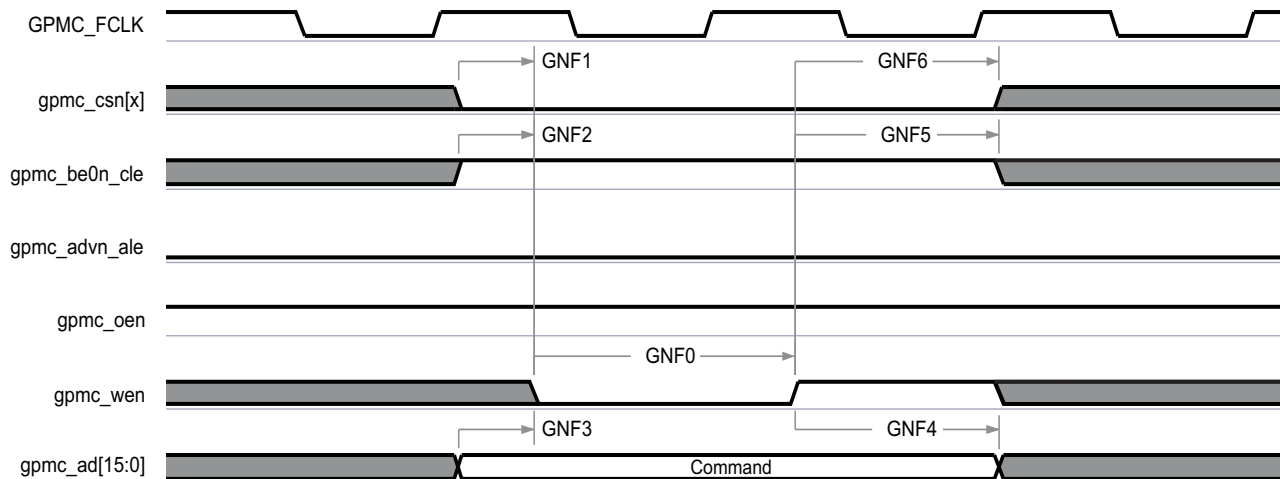 GPMC_FCLK
GNF1
GNF6
gpmc_csn[x]
GNF2
GNF5
gpmc_be0n_cle
gpmc_advn_ale
gpmc_oen
GNF0
gpmc_wen
GNF3
GNF4
gpmc_ad[15:0]
Command